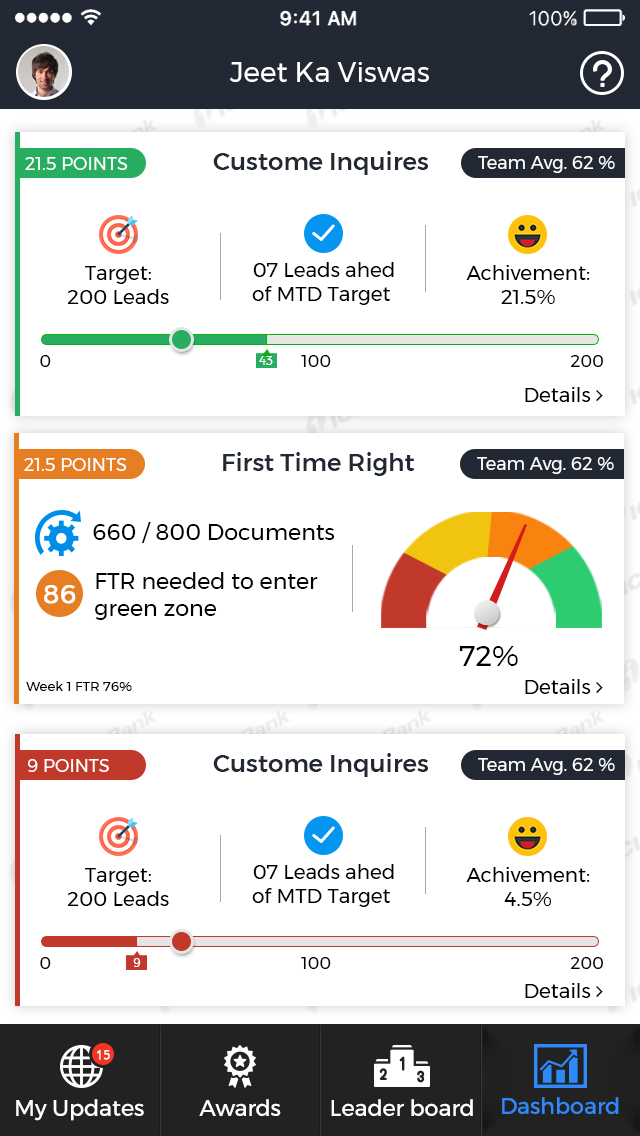 9:41 AM
100%
Jeet Ka Viswas
?
21.5 POINTS
Custome Inquires
Team Avg. 62 %
Target:
200 Leads
07 Leads ahed
of MTD Target
Achivement:
21.5%
0
43
100
200
Details >
21.5 POINTS
First Time Right
Team Avg. 62 %
660 / 800 Documents
86
FTR needed to enter
green zone
72%
Week 1 FTR 76%
Details >
9 POINTS
Custome Inquires
Team Avg. 62 %
Target:
200 Leads
07 Leads ahed
of MTD Target
Achivement:
4.5%
0
9
100
200
Details >
15
My Updates
Awards
2 1 3
Leader board
Dashboard